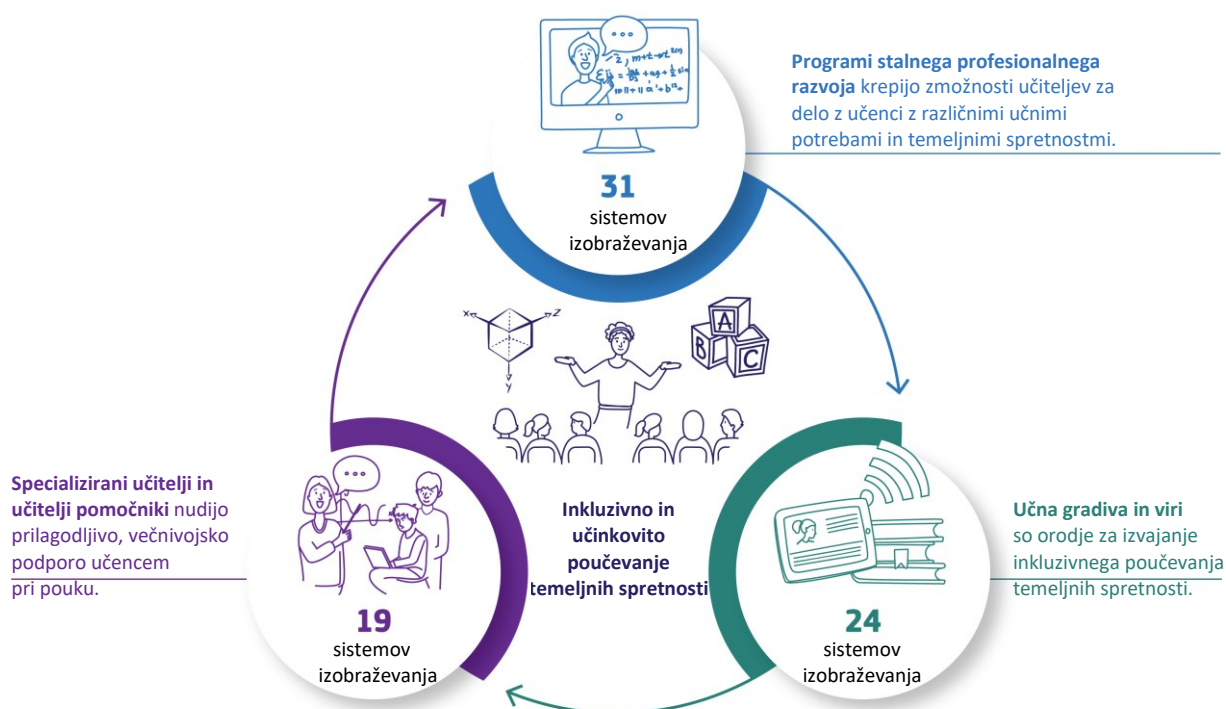 Programi stalnega profesionalnega
razvoja krepijo zmožnosti učiteljev za
delo z učenci z različnimi učnimi
potrebami in temeljnimi spretnostmi.
31
sistemov
izobraževanja
X
Z
y
A
B
C
Specializirani učitelji in
učitelji pomočniki nudijo
prilagodljivo, večnivojsko
podporo učencem
pri pouku.
Inkluzivno in
učinkovito
poučevanje
temeljnih spretnosti
Učna gradiva in viri
so orodje za izvajanje
inkluzivnega poučevanja
temeljnih spretnosti.
19
sistemov
izobraževanja
24
sistemov
izobraževanja